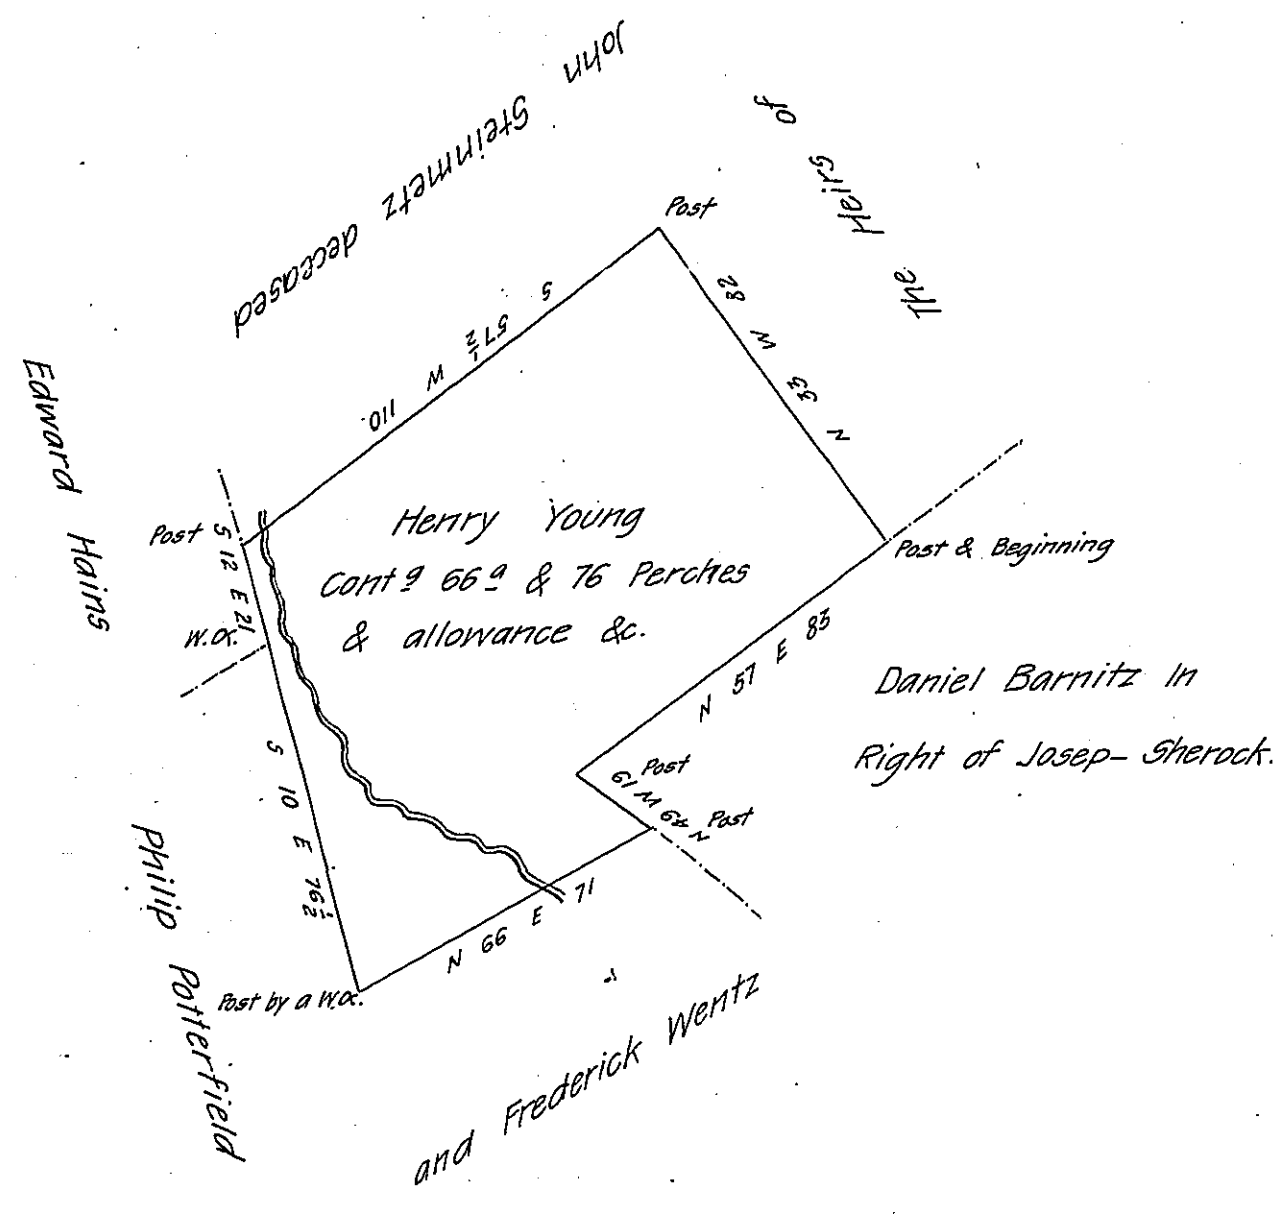 The Heirs of
John Steinmetz deceased
Post
N 33 W 82
S 57½ W 110.
Edward Hains
Post
S 12 E 21
W.O.
Henry Young
Cont.g 66a & 76 Perches
& allowance &c.
Post & Beginning
N 57 E 83
Daniel Barnitz In
Right of Josep- Sherock.
Post
N 49 W 19
Post
S 10 E 76½
N 66 E 71
Post by a W.O.
Philip Potterfield
and Frederick Wentz